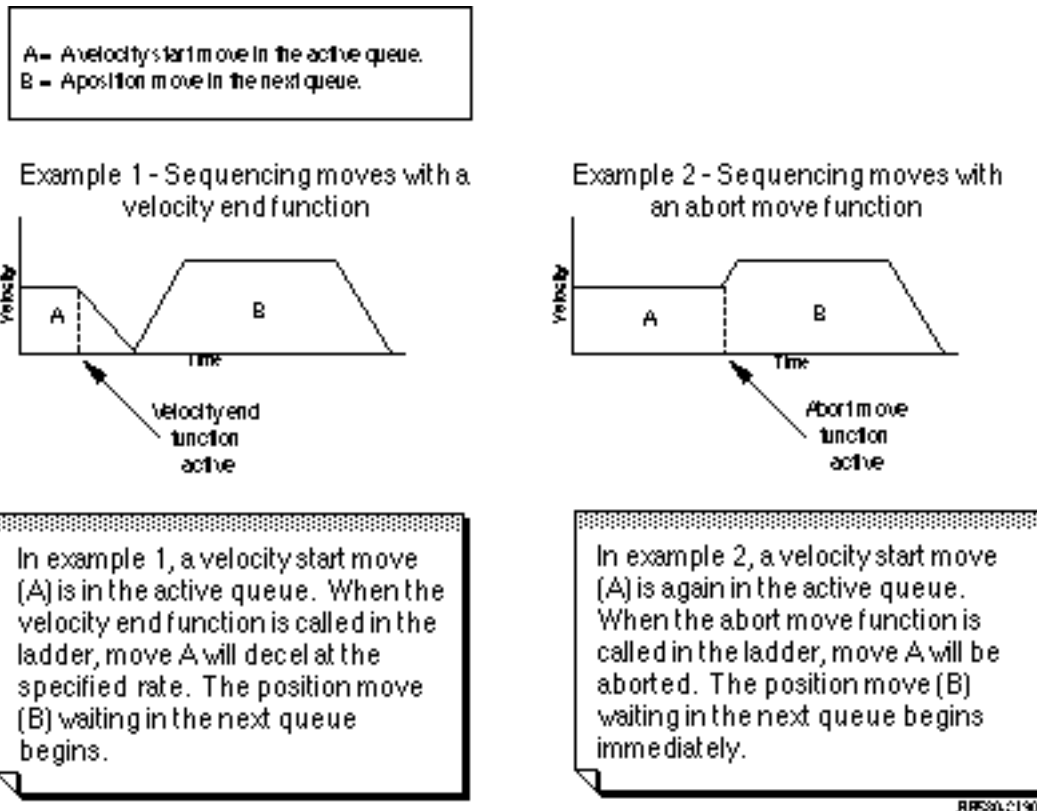 A = A velocity start move in the active queue.
B = A position move in the next queue.
Example 1 - Sequencing moves with a
velocity end function
Velocity
A
B
Time
Velocity end
function
active
In example 1, a velocity start move
(A) is in the active queue. When the
velocity end function is called in the
ladder, move A will decel at the
specified rate. The position move
(B) waiting in the next queue
begins.
Example 2 - Sequencing moves with
an abort move function
Velocity
A
B
Time
Abort move
function
active
In example 2, a velocity start move
(A) is again in the active queue.
When the abort move function is
called in the ladder, move A will be
aborted. The position move (B)
waiting in the next queue begins
immediately.